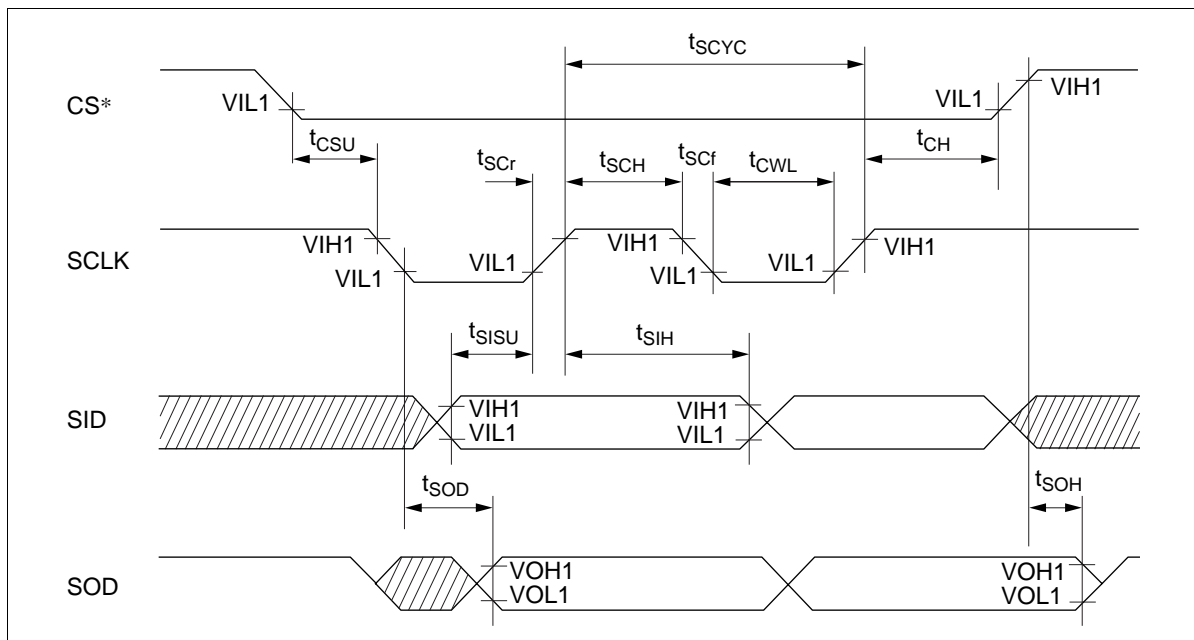 tSCYC
CS*
VIL1
VIL1
VIH1
tCSU
tSCr
tSCH
tSCf
tCWL
tCH
SCLK
VIH1
VIL1
VIL1
VIH1
VIL1
VIL1
VIH1
tSISU
tSIH
SID
VIH1
VIL1
VIH1
VIL1
tSOD
tSOH
SOD
VOH1
VOL1
VOH1
VOL1